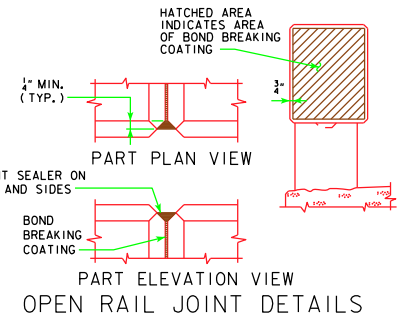 HATCHED AREA
INDICATES AREA
OF BOND BREAKING
COATING
1/4" MIN.
(TYP.)
3/4"
PART PLAN VIEW
T SEALER ON
AND SIDES
BOND
BREAKING
COATING
PART ELEVATION VIEW
OPEN RAIL JOINT DETAILS